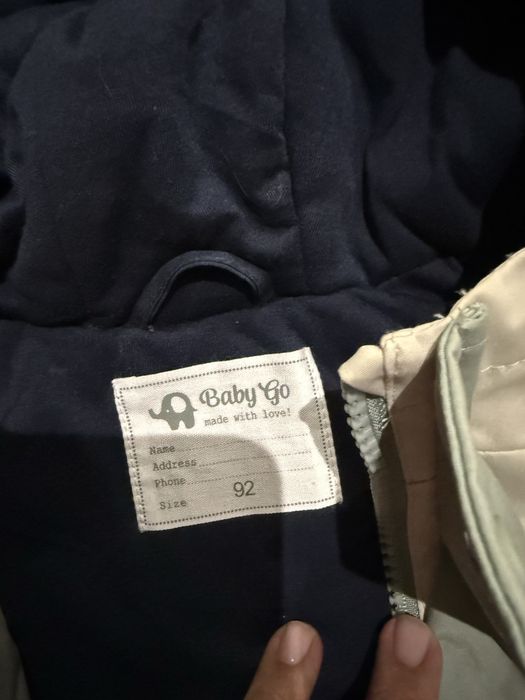 Baby Go
made with love!
Name
Address
Phone
Size 92